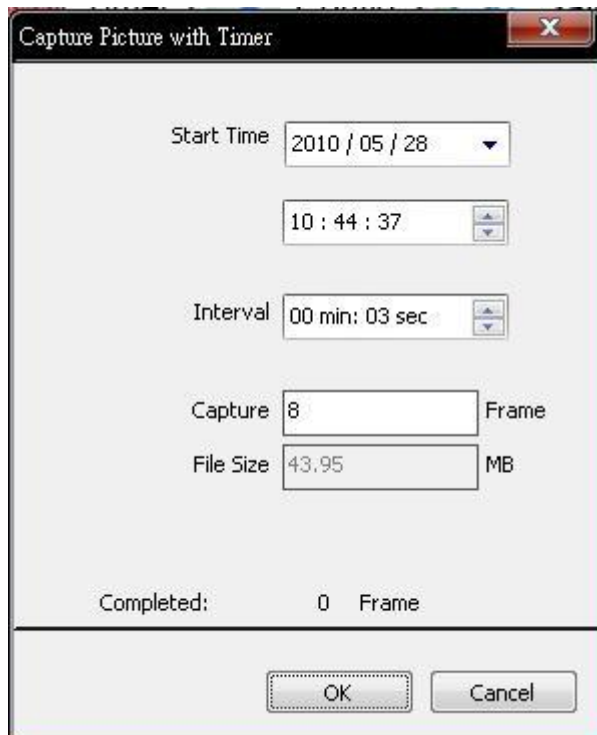 Capture Picture with Timer
Start Time 2010 / 05 / 28
10 : 44 : 37
Interval 00 min: 03 sec
Capture 8 Frame
File Size 43.95 MB
Completed: 0 Frame
OK Cancel